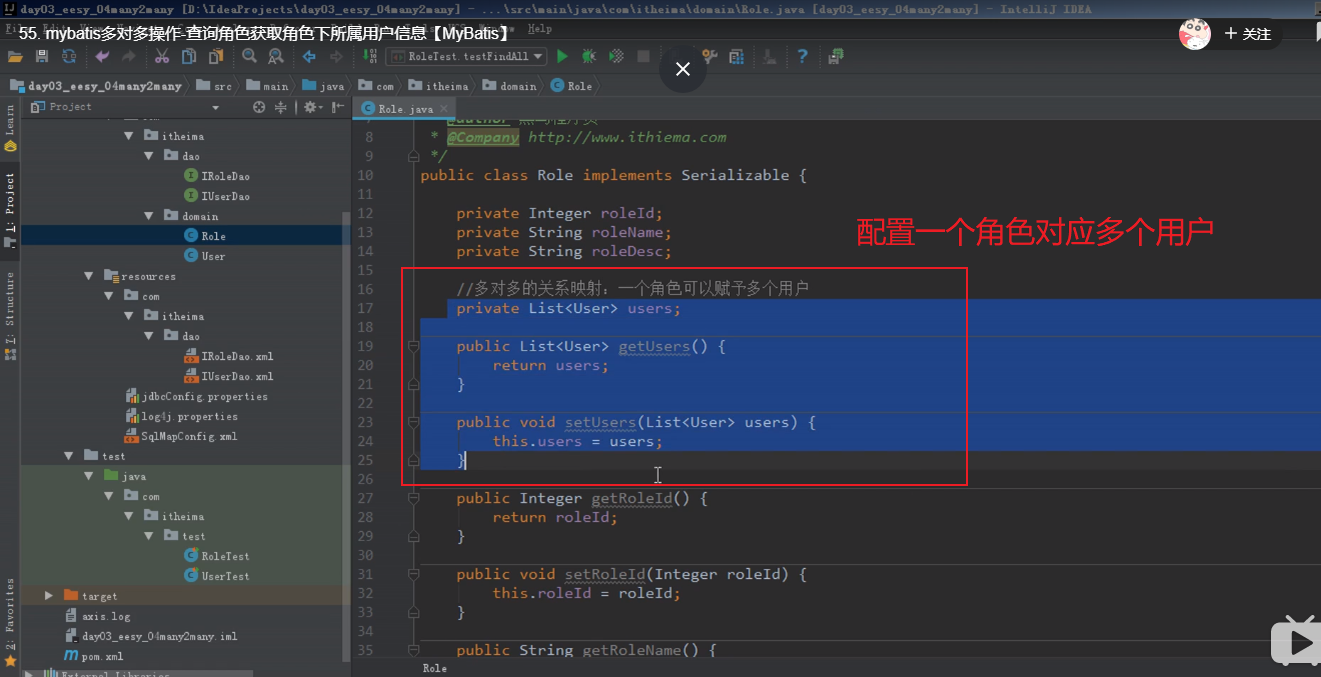 day03_eesy_04many2many [D:\IdeaProjects\day03_eesy_04many2many] - ...\src\main\java\com\itheima\domain\Role.java [day03_eesy_04many2many] - IntelliJ IDEA
Help
55. mybatis多对多操作-查询角色获取角色下所属用户信息【MyBatis】
+ 关注
RoleTest.testFindAll
day03_eesy_04many2many
src
main
java
com
itheima
domain
Role
Project
Role.java
Learn
1: Project
7: Structure
2: Favorites
itheima
dao
IRoleDao
IUserDao
domain
Role
User
resources
com
itheima
dao
IRoleDao.xml
IUserDao.xml
jdbcConfig.properties
log4j.properties
SqlMapConfig.xml
test
java
com
itheima
test
RoleTest
UserTest
target
axis.log
day03_eesy_04many2many.iml
pom.xml
External Libraries
8 * @Company http://www.ithiema.com
9 */
10 public class Role implements Serializable {
11
12 private Integer roleId;
13 private String roleName;
14 private String roleDesc;
15
16 //多对多的关系映射：一个角色可以赋予多个用户
17 private List<User> users;
18
19 public List<User> getUsers() {
20 return users;
21 }
22
23 public void setUsers(List<User> users) {
24 this.users = users;
25 }
26
27 public Integer getRoleId() {
28 return roleId;
29 }
30
31 public void setRoleId(Integer roleId) {
32 this.roleId = roleId;
33 }
34
35 public String getRoleName() {
配置一个角色对应多个用户
Role